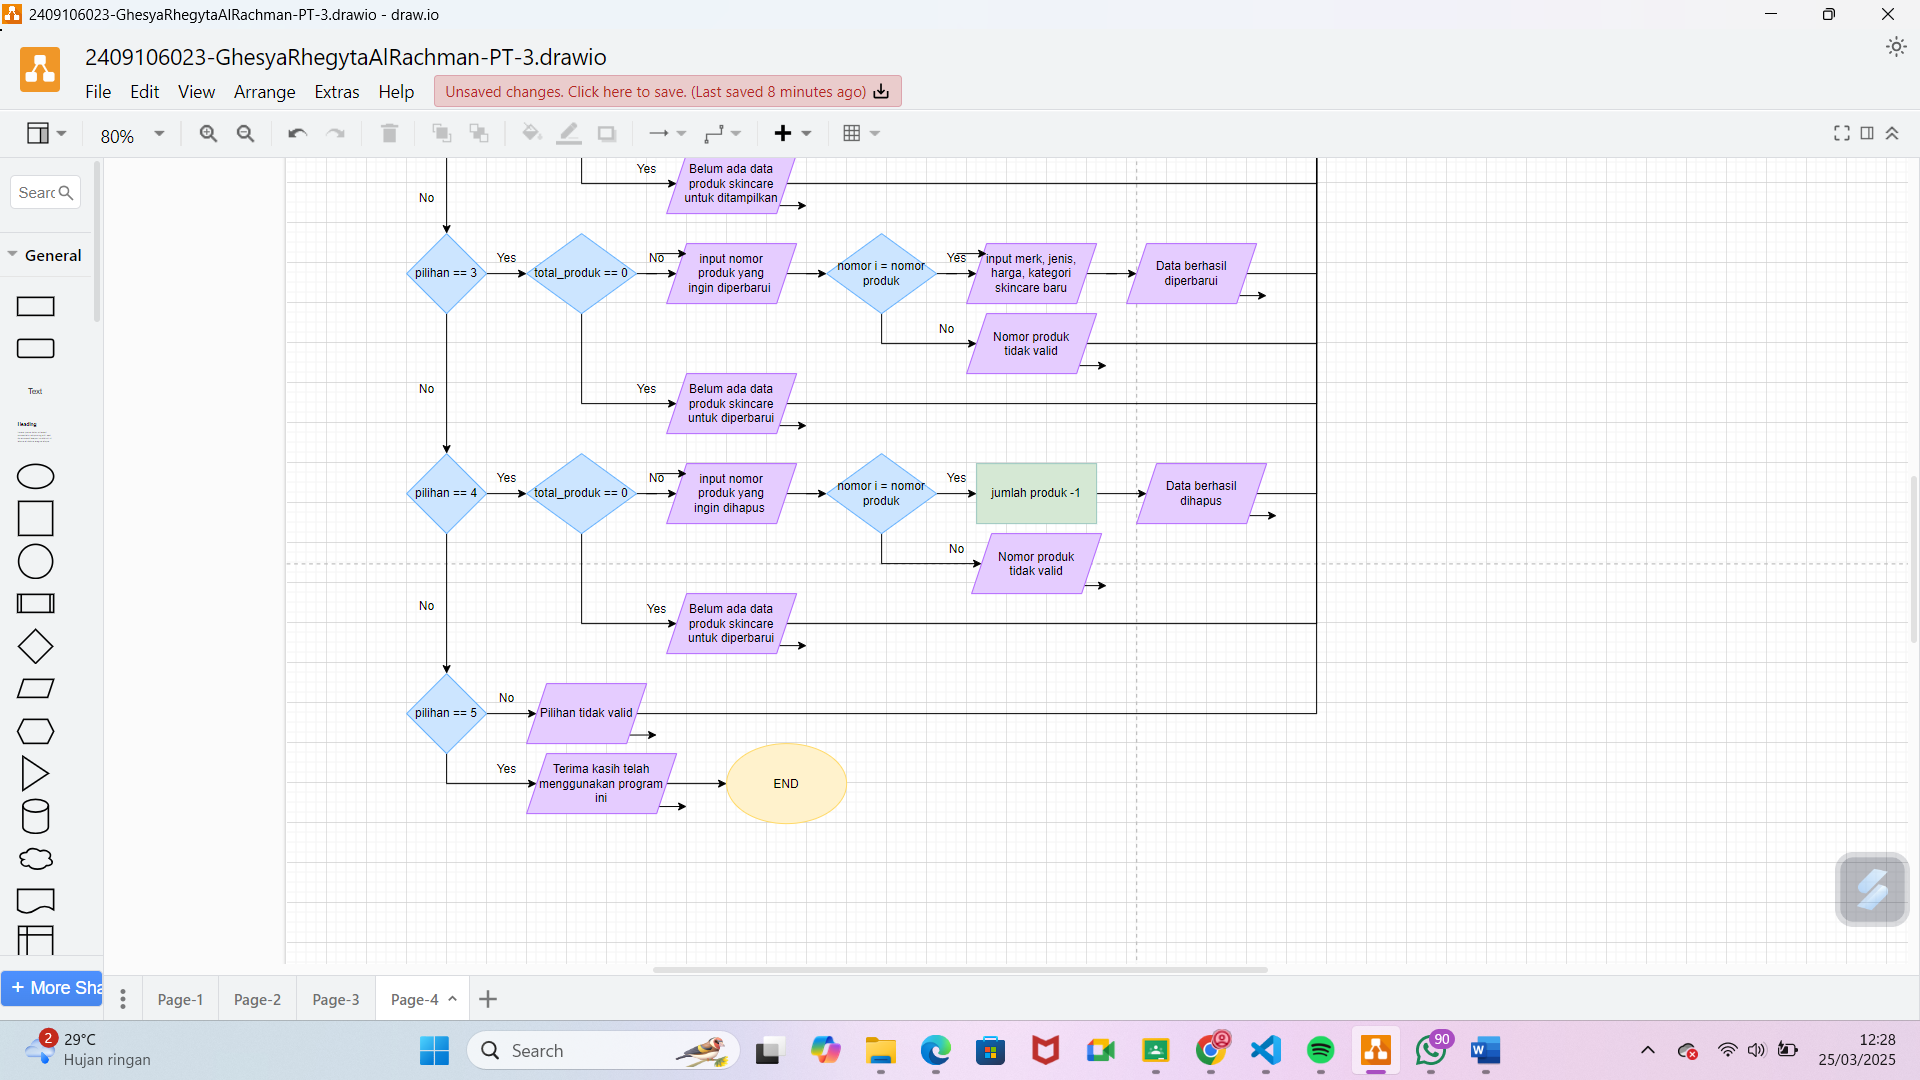 2409106023-GhesyaRhegytaAlRachman-PT-3.drawio - draw.io
2409106023-GhesyaRhegytaAlRachman-PT-3.drawio
File Edit View Arrange Extras Help
Unsaved changes. Click here to save. (Last saved 8 minutes ago)
80%
Searc
General
Text
Heading
Yes
Belum ada data
produk skincare
untuk ditampilkan
No
pilihan == 3
Yes
total_produk == 0
No
input nomor
produk yang
ingin diperbarui
nomor i = nomor
produk
Yes
input merk, jenis,
harga, kategori
skincare baru
Data berhasil
diperbarui
No
Nomor produk
tidak valid
No
Yes
Belum ada data
produk skincare
untuk diperbarui
pilihan == 4
Yes
total_produk == 0
No
input nomor
produk yang
ingin dihapus
nomor i = nomor
produk
Yes
jumlah produk -1
Data berhasil
dihapus
No
Nomor produk
tidak valid
No
Yes
Belum ada data
produk skincare
untuk diperbarui
pilihan == 5
No
Pilihan tidak valid
Yes
Terima kasih telah
menggunakan program
ini
END
+ More Sha
Page-1
Page-2
Page-3
Page-4
2
29°C
Hujan ringan
Search
90
12:28
25/03/2025